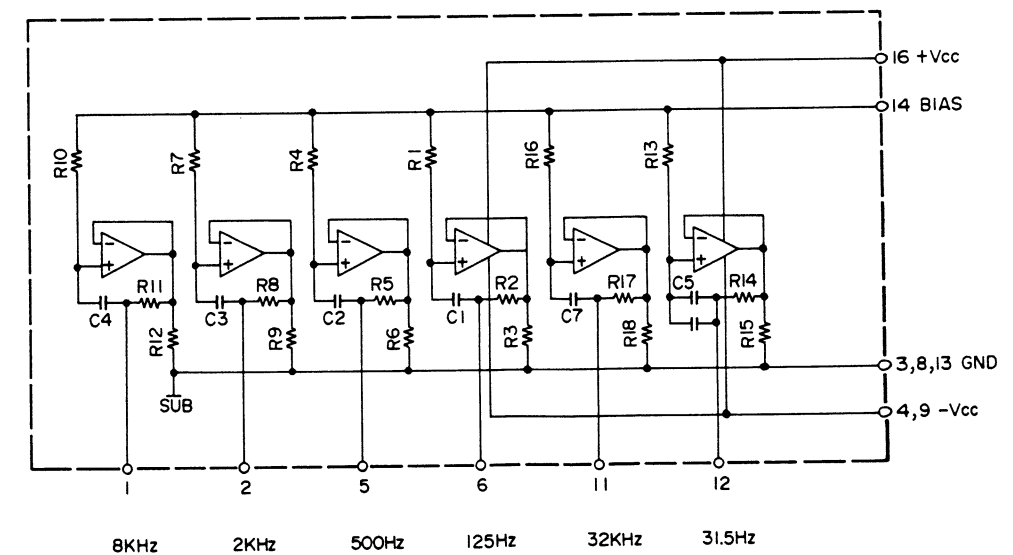 16 +Vcc
14 BIAS
R10
R7
R4
R1
R16
R13
− − − − − −
+ + + + + +
R11
R8
R5
R2
R17
C5
R14
C4
C3
C2
C1
C7
R12
R9
R6
R3
R18
R15
3,8,13 GND
SUB
4,9 -Vcc
1 2 5 6 11 12
8KHz 2KHz 500Hz 125Hz 32KHz 31.5Hz